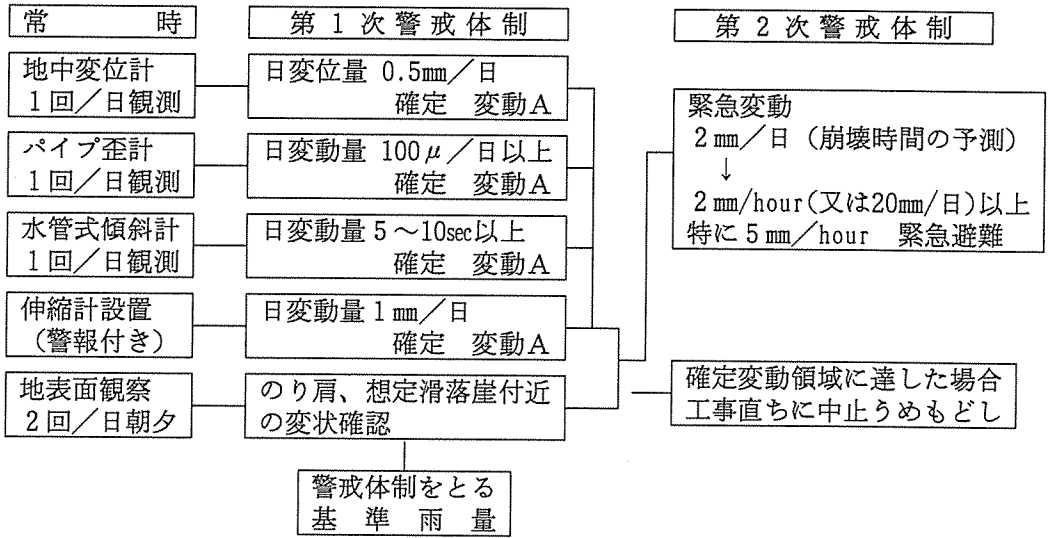 常時
第1次警戒体制
第2次警戒体制
地中変位計
1回／日観測
日変位量 0.5mm／日
確定 変動A
パイプ歪計
1回／日観測
日変動量 100μ／日以上
確定 変動A
水管式傾斜計
1回／日観測
日変動量5～10sec以上
確定 変動A
伸縮計設置
（警報付き）
日変動量1mm／日
確定 変動A
地表面観察
2回／日朝夕
のり肩、想定滑落崖付近
の変状確認
警戒体制をとる
基準雨量
緊急変動
2mm／日（崩壊時間の予測）
↓
2mm/hour(又は20mm/日)以上
特に5mm／hour 緊急避難
確定変動領域に達した場合
工事直ちに中止うめもどし